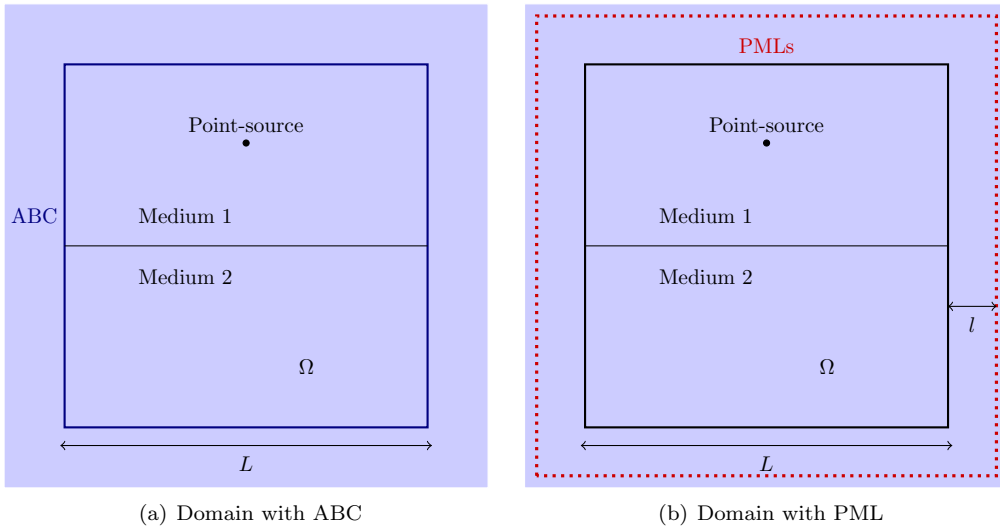 Point-source
ABC
Medium 1
Medium 2
Ω
L
(a) Domain with ABC
PMLs
Point-source
Medium 1
Medium 2
l
Ω
L
(b) Domain with PML